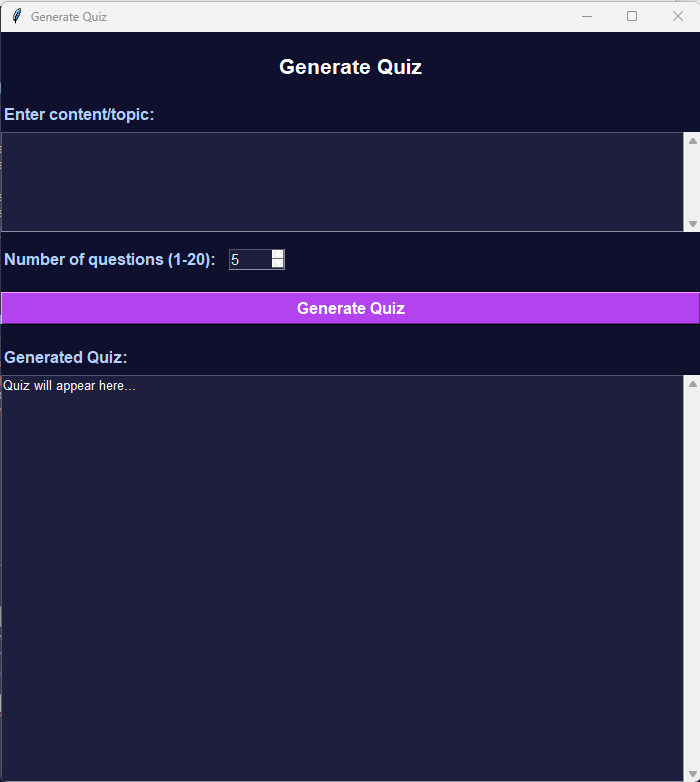 Generate Quiz
Generate Quiz
Enter content/topic:
Number of questions (1-20): 5
Generate Quiz
Generated Quiz:
Quiz will appear here...